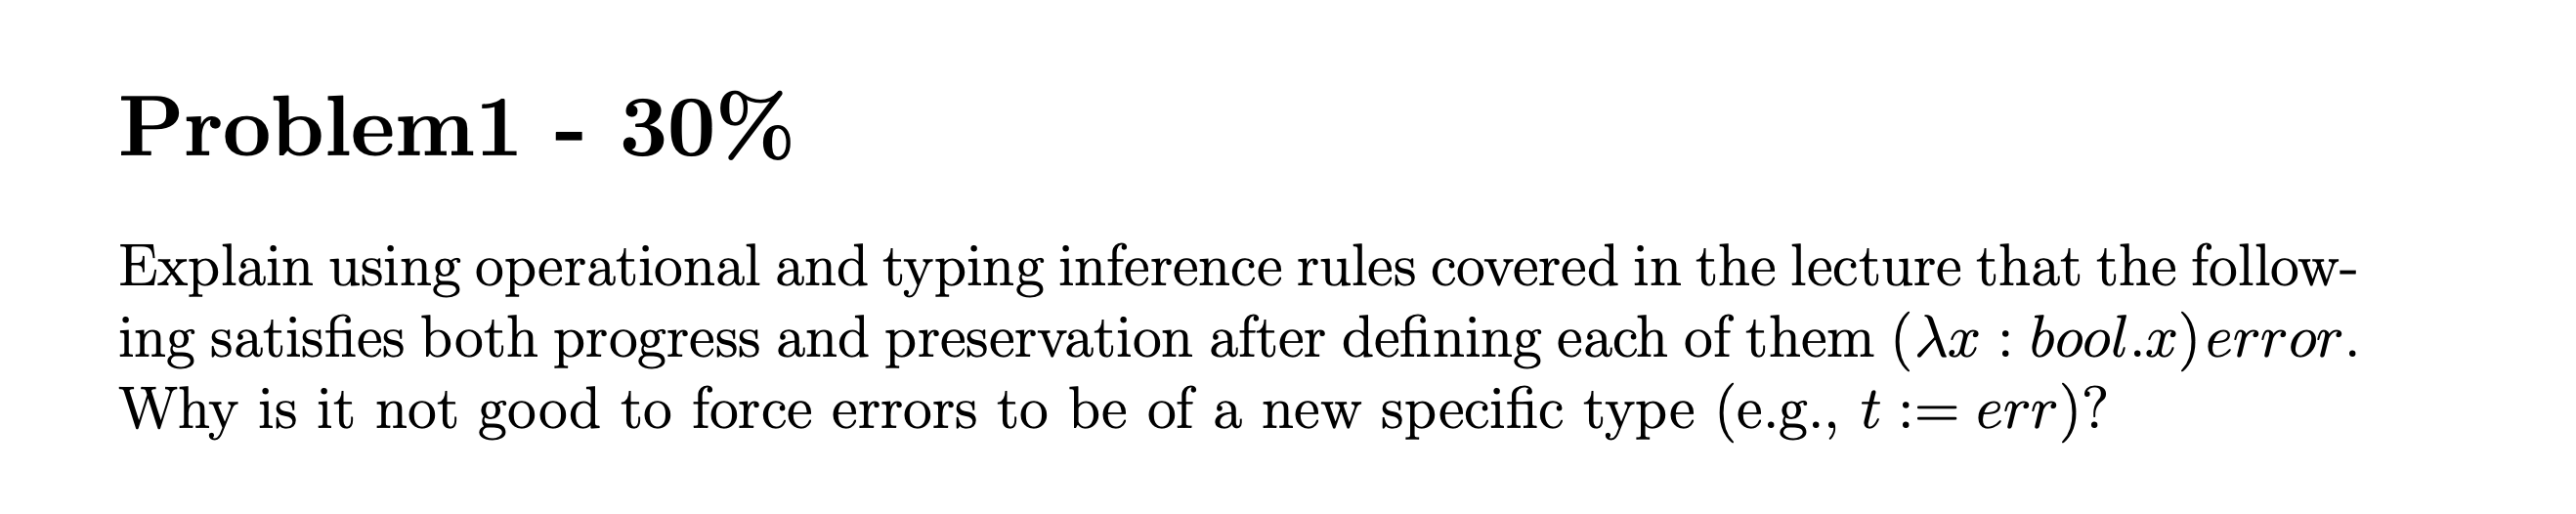 Problem1 - 30%
Explain using operational and typing inference rules covered in the lecture that the follow-
ing satisfies both progress and preservation after defining each of them (λx : bool.x)error.
Why is it not good to force errors to be of a new specific type (e.g., t := err)?